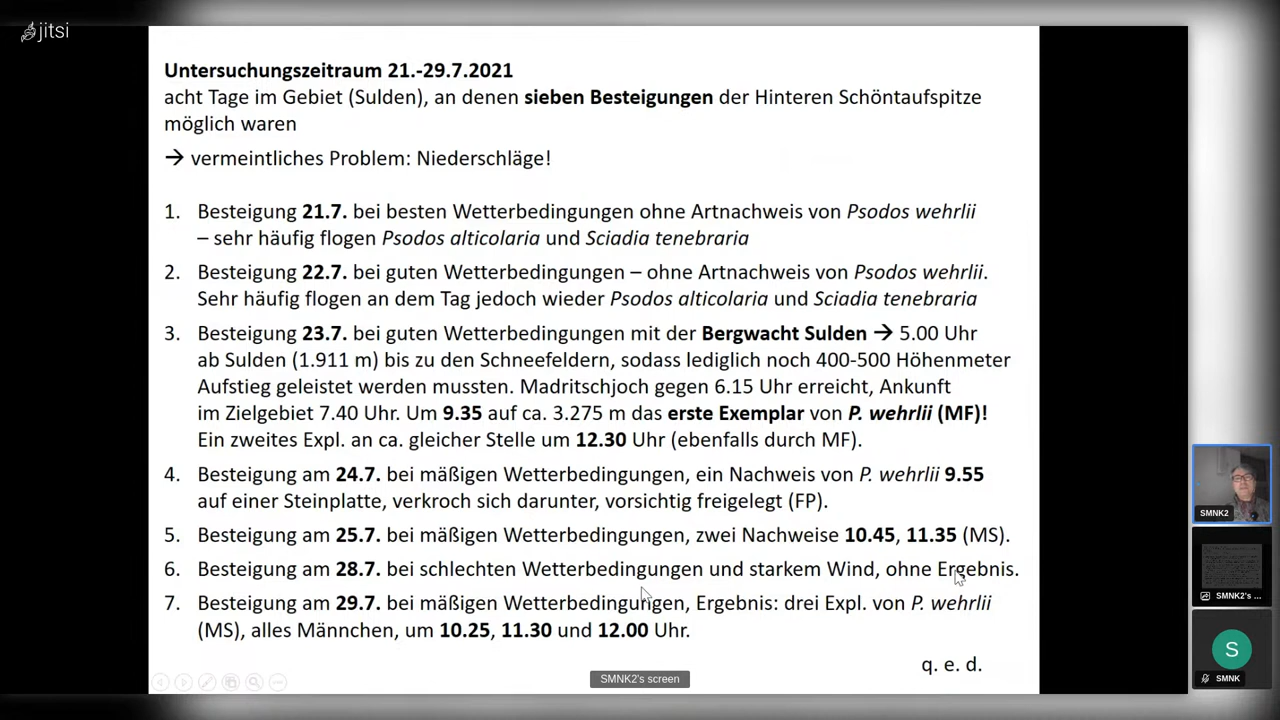 jitsi
Untersuchungszeitraum 21.-29.7.2021
acht Tage im Gebiet (Sulden), an denen sieben Besteigungen der Hinteren Schöntaufspitze
möglich waren
→ vermeintliches Problem: Niederschläge!
1. Besteigung 21.7. bei besten Wetterbedingungen ohne Artnachweis von Psodos wehrlii
– sehr häufig flogen Psodos alticolaria und Sciadia tenebraria
2. Besteigung 22.7. bei guten Wetterbedingungen – ohne Artnachweis von Psodos wehrlii.
Sehr häufig flogen an dem Tag jedoch wieder Psodos alticolaria und Sciadia tenebraria
3. Besteigung 23.7. bei guten Wetterbedingungen mit der Bergwacht Sulden → 5.00 Uhr
ab Sulden (1.911 m) bis zu den Schneefeldern, sodass lediglich noch 400-500 Höhenmeter
Aufstieg geleistet werden mussten. Madritschjoch gegen 6.15 Uhr erreicht, Ankunft
im Zielgebiet 7.40 Uhr. Um 9.35 auf ca. 3.275 m das erste Exemplar von P. wehrlii (MF)!
Ein zweites Expl. an ca. gleicher Stelle um 12.30 Uhr (ebenfalls durch MF).
4. Besteigung am 24.7. bei mäßigen Wetterbedingungen, ein Nachweis von P. wehrlii 9.55
auf einer Steinplatte, verkroch sich darunter, vorsichtig freigelegt (FP).
5. Besteigung am 25.7. bei mäßigen Wetterbedingungen, zwei Nachweise 10.45, 11.35 (MS).
6. Besteigung am 28.7. bei schlechten Wetterbedingungen und starkem Wind, ohne Ergebnis.
7. Besteigung am 29.7. bei mäßigen Wetterbedingungen, Ergebnis: drei Expl. von P. wehrlii
(MS), alles Männchen, um 10.25, 11.30 und 12.00 Uhr.
q. e. d.
SMNK2's screen
SMNK2
SMNK2's ...
S
SMNK